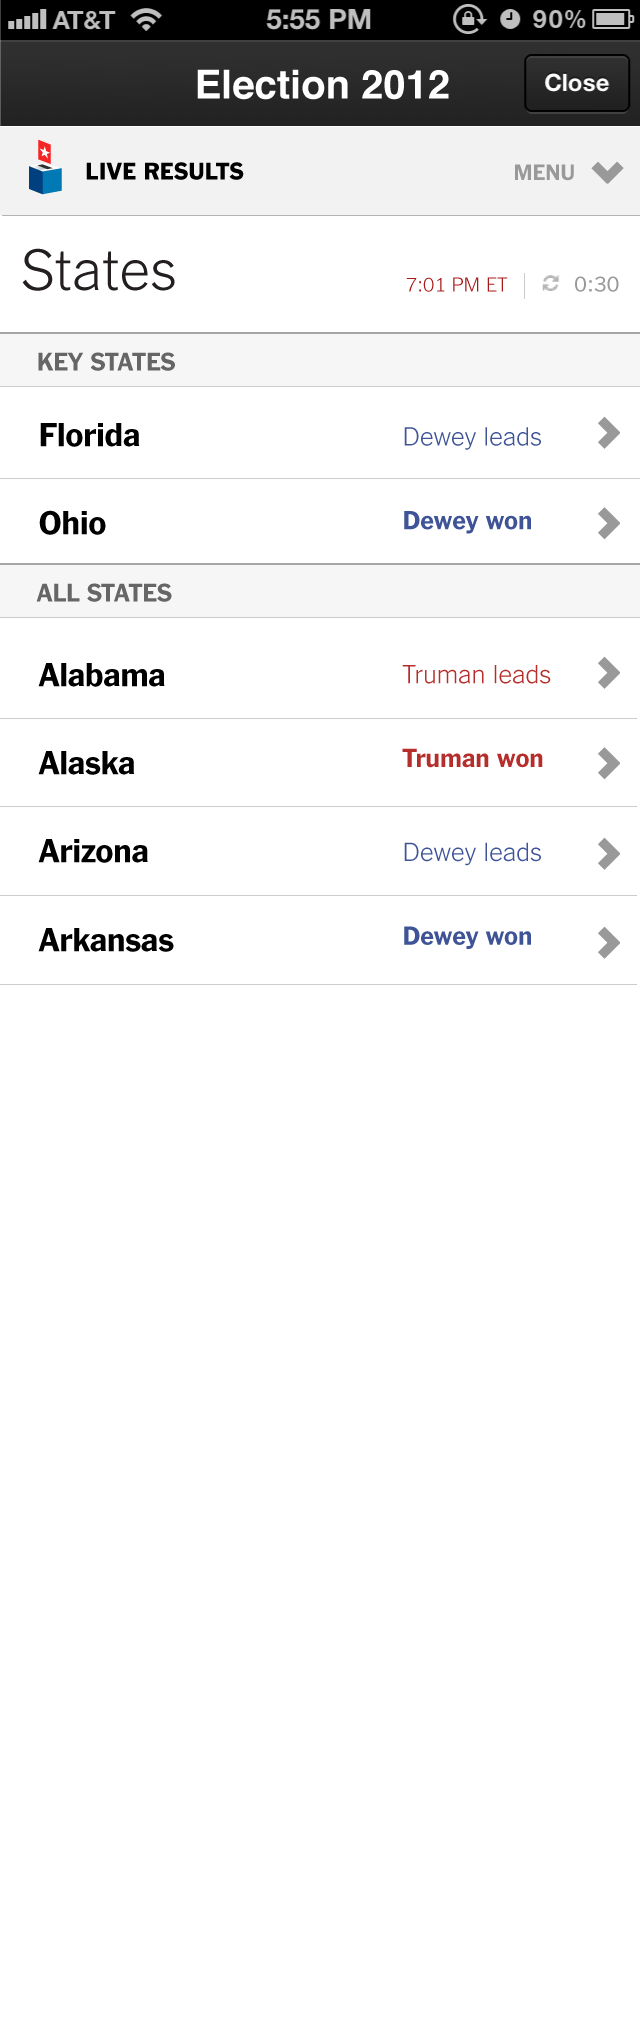 AT&T 5:55 PM 90%
Election 2012 Close
LIVE RESULTS MENU
States 7:01 PM ET 0:30
KEY STATES
Florida Dewey leads
Ohio Dewey won
ALL STATES
Alabama Truman leads
Alaska Truman won
Arizona Dewey leads
Arkansas Dewey won